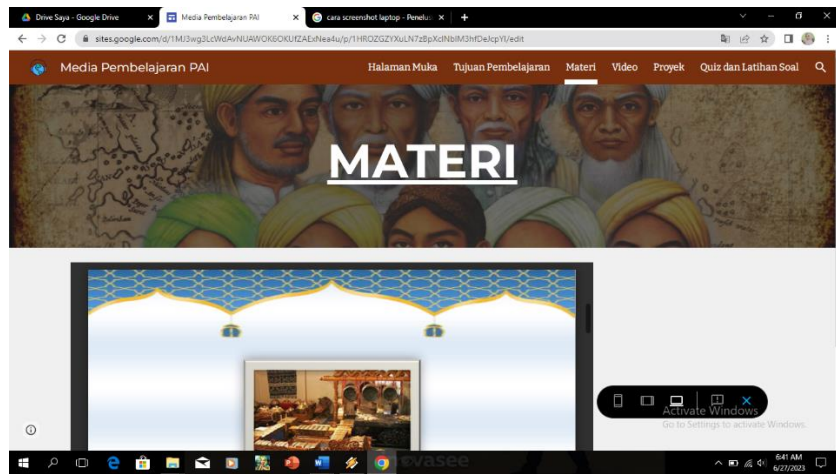 Drive Saya - Google Drive
Media Pembelajaran PAI
cara screenshot laptop - Penelus
sites.google.com/d/1MJ3wg3LcWdAvNUAWOK6OKUfZAExNea4u/p/1HROZGZYXuLN7zBpXclNbIM3hfDeJcpYl/edit
Media Pembelajaran PAI
Halaman Muka Tujuan Pembelajaran Materi Video Proyek Quiz dan Latihan Soal
MATERI
Activate Windows
Go to Settings to activate Windows.
6:41 AM
6/27/2023